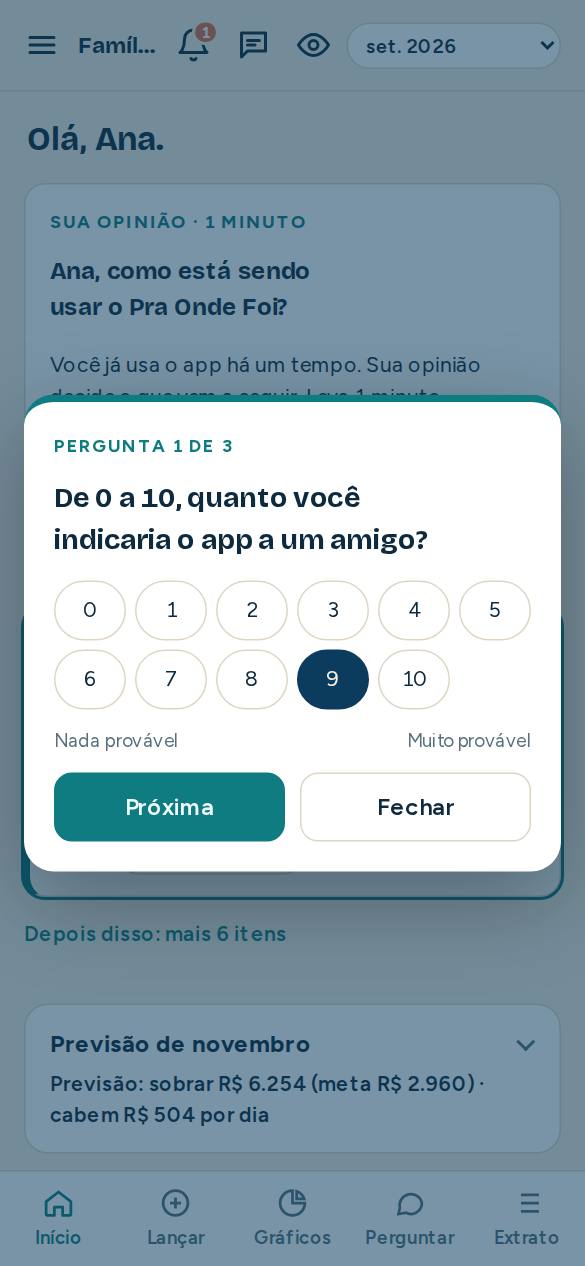 Famíl...
1
set. 2026
Olá, Ana.
SUA OPINIÃO · 1 MINUTO
Ana, como está sendo
usar o Pra Onde Foi?
Você já usa o app há um tempo. Sua opinião
PERGUNTA 1 DE 3
De 0 a 10, quanto você
indicaria o app a um amigo?
0 1 2 3 4 5
6 7 8 9 10
Nada provável Muito provável
Próxima Fechar
Depois disso: mais 6 itens
Previsão de novembro
Previsão: sobrar R$ 6.254 (meta R$ 2.960) ·
cabem R$ 504 por dia
Início Lançar Gráficos Perguntar Extrato